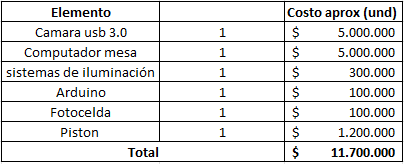 Elemento Costo aprox (und)
Camara usb 3.0 1 $ 5.000.000
Computador mesa 1 $ 5.000.000
sistemas de iluminación 1 $ 300.000
Arduino 1 $ 100.000
Fotocelda 1 $ 100.000
Piston 1 $ 1.200.000
Total $ 11.700.000